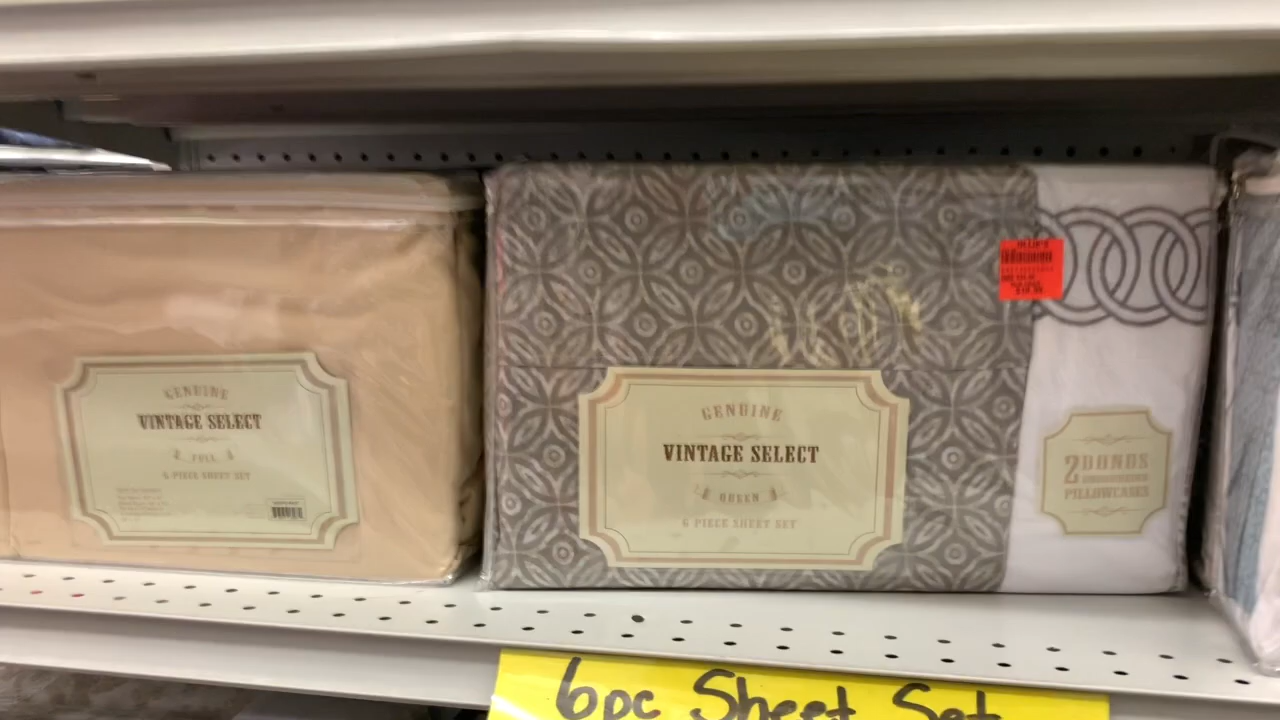 GENUINE
VINTAGE SELECT
FULL
6 PIECE SHEET SET
GENUINE
VINTAGE SELECT
QUEEN
6 PIECE SHEET SET
OLLIE'S
2 BONUS
PILLOWCASES
6pc Sheet Set